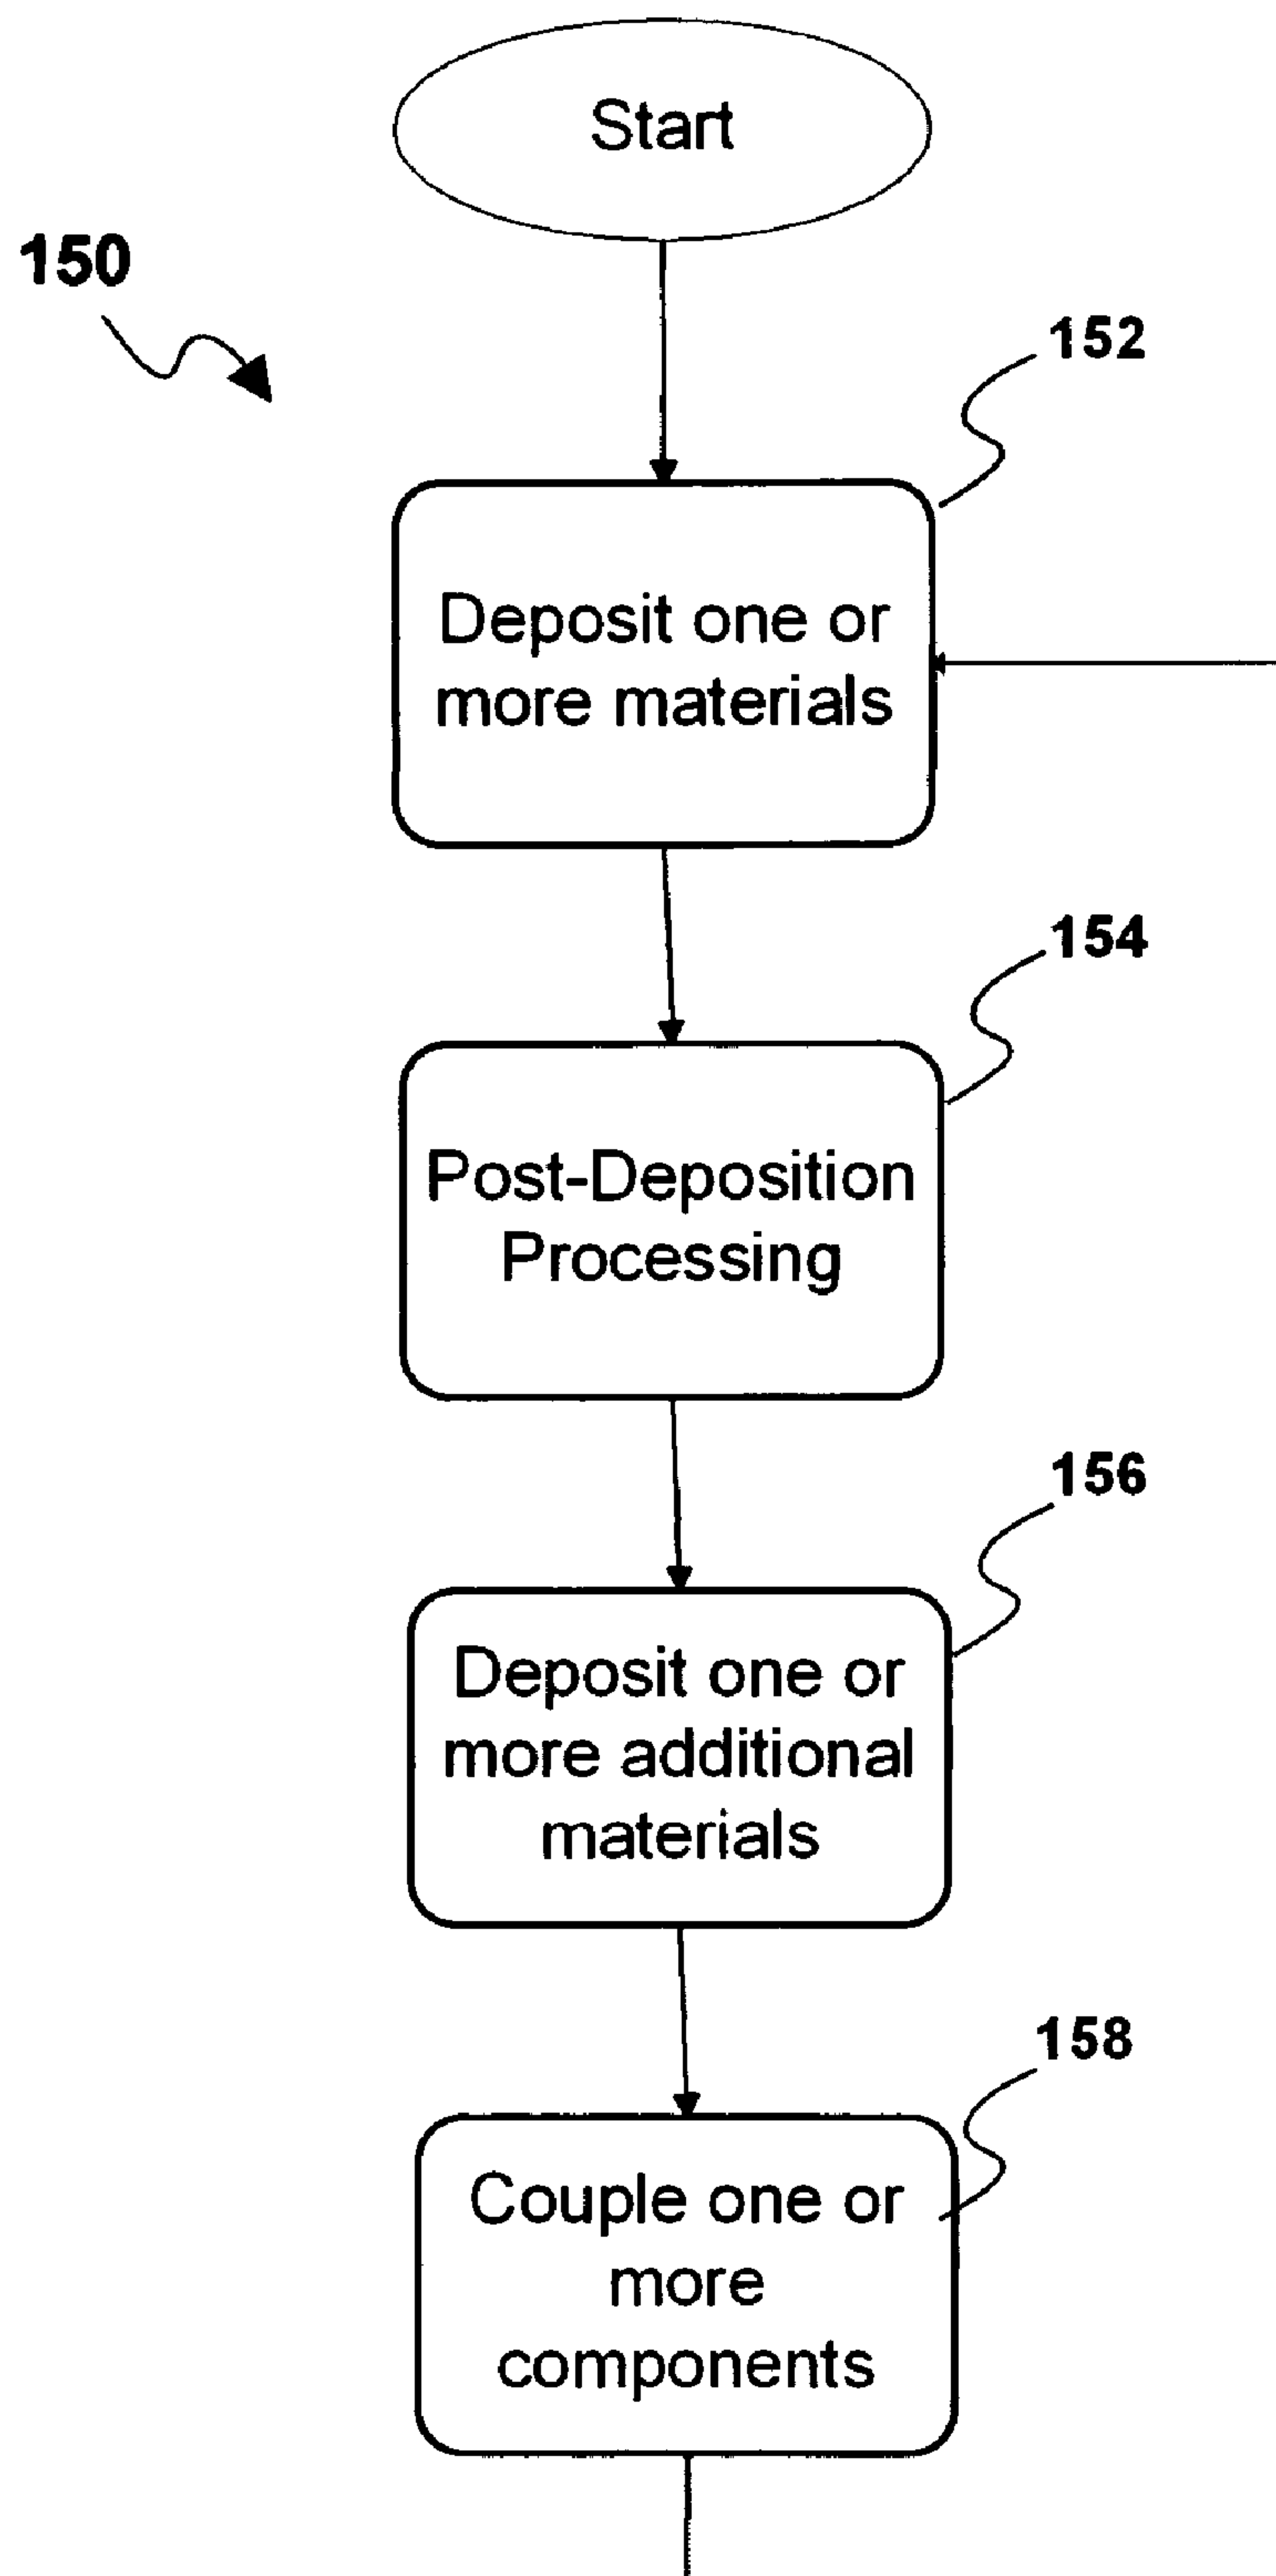 Start
150
152
Deposit one or
more materials
154
Post-Deposition
Processing
156
Deposit one or
more additional
materials
158
Couple one or
more
components